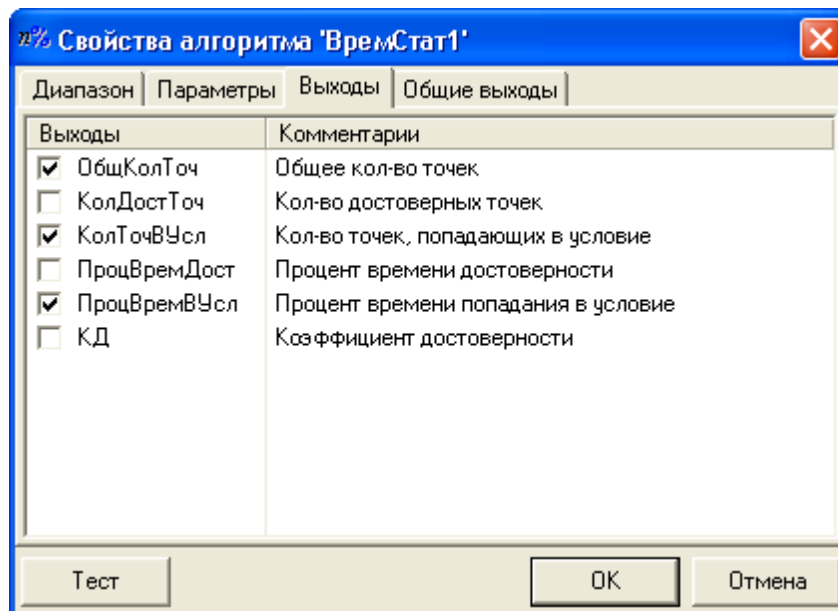 n% Свойства алгоритма 'ВремСтат1'
Диапазон Параметры Выходы Общие выходы
Выходы Комментарии
ОбщКолТоч Общее кол-во точек
КолДостТоч Кол-во достоверных точек
КолТочВУсл Кол-во точек, попадающих в условие
ПроцВремДост Процент времени достоверности
ПроцВремВУсл Процент времени попадания в условие
КД Коэффициент достоверности
Тест OK Отмена